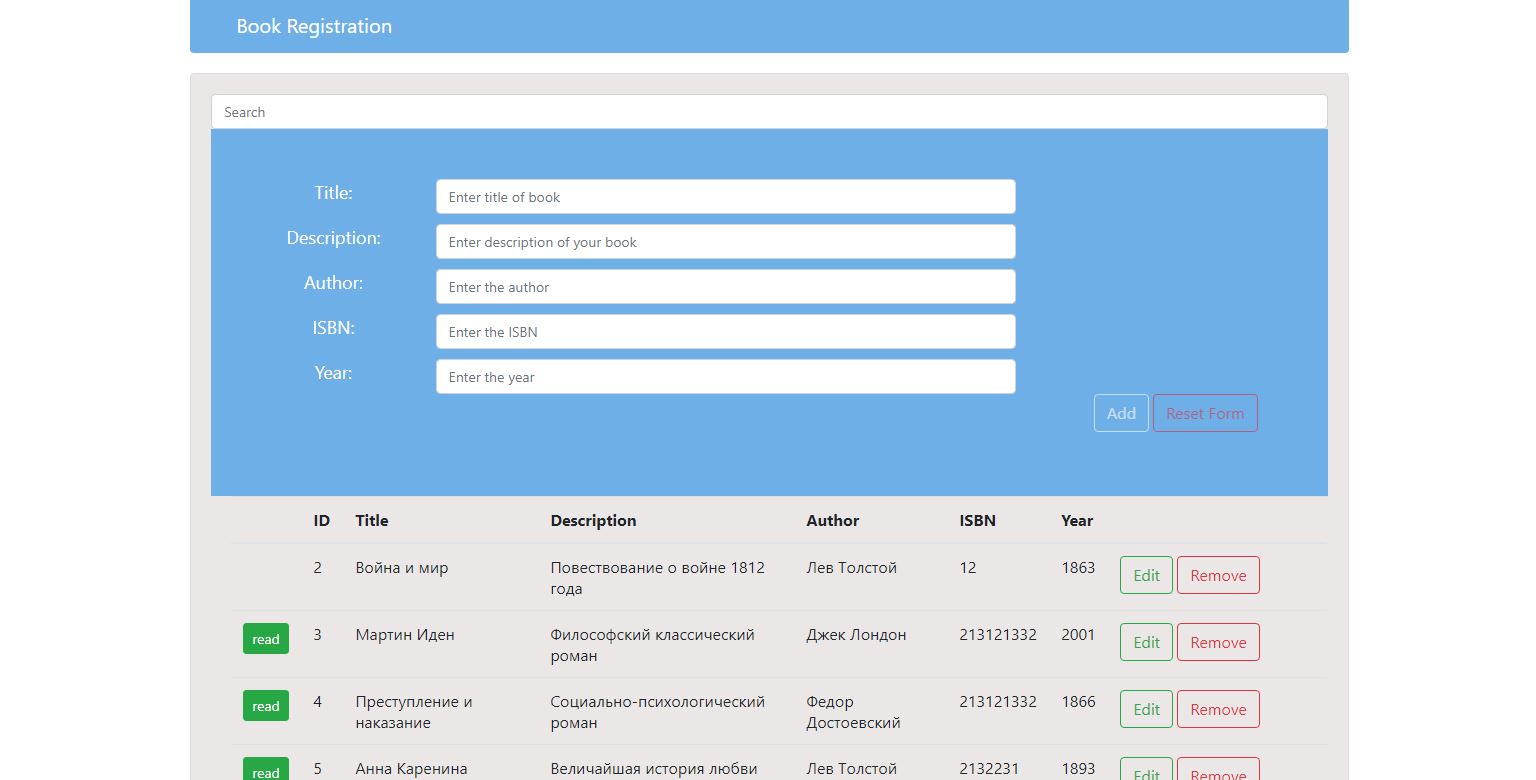 Book Registration
Search
Title: Enter title of book
Description: Enter description of your book
Author: Enter the author
ISBN: Enter the ISBN
Year: Enter the year
Add Reset Form
ID Title Description Author ISBN Year
2 Война и мир Повествование о войне 1812 Лев Толстой 12 1863 Edit Remove
года
read 3 Мартин Иден Философский классический Джек Лондон 213121332 2001 Edit Remove
роман
read 4 Преступление и Социально-психологический Федор 213121332 1866 Edit Remove
наказание роман Достоевский
read 5 Анна Каренина Величайшая история любви Лев Толстой 2132231 1893 Edit Remove